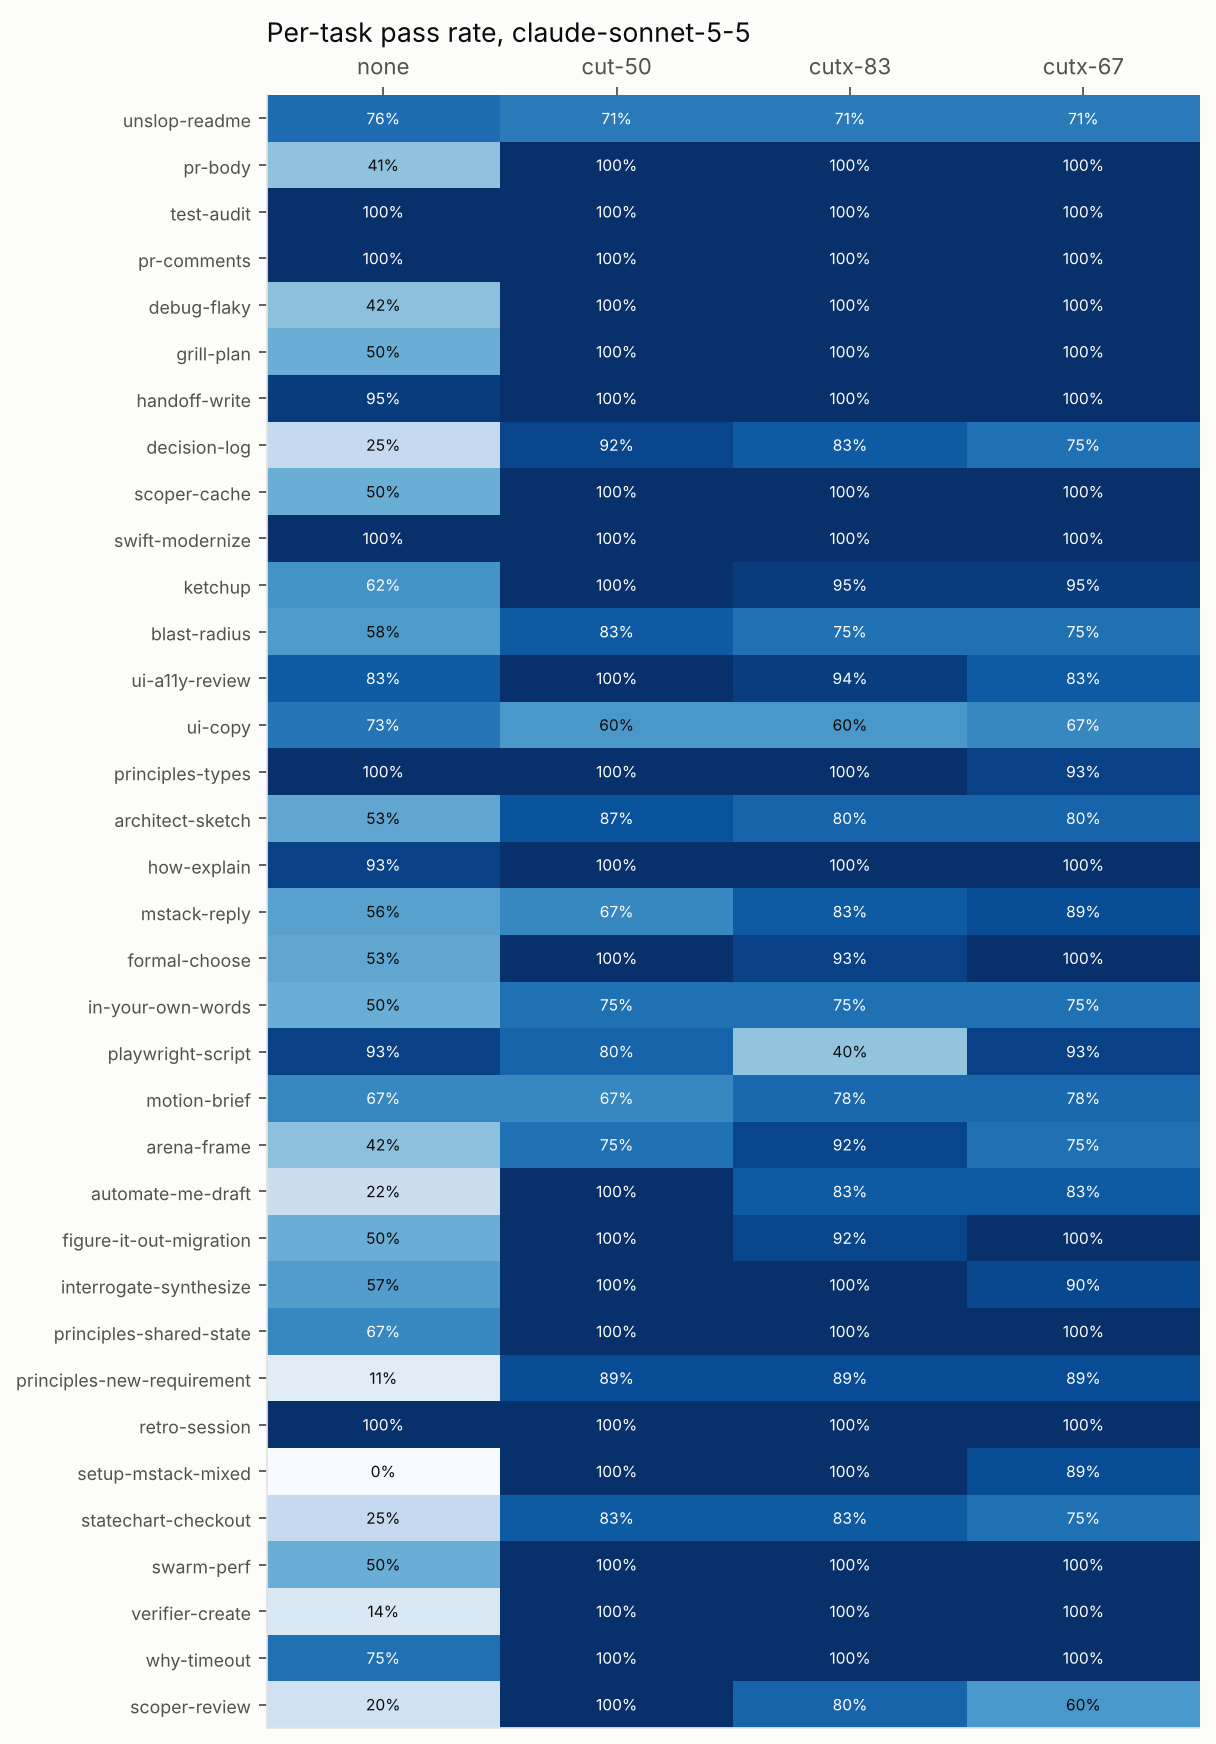 Per-task pass rate, claude-sonnet-5-5
none cut-50 cutx-83 cutx-67
unslop-readme 76% 71% 71% 71%
pr-body 41% 100% 100% 100%
test-audit 100% 100% 100% 100%
pr-comments 100% 100% 100% 100%
debug-flaky 42% 100% 100% 100%
grill-plan 50% 100% 100% 100%
handoff-write 95% 100% 100% 100%
decision-log 25% 92% 83% 75%
scoper-cache 50% 100% 100% 100%
swift-modernize 100% 100% 100% 100%
ketchup 62% 100% 95% 95%
blast-radius 58% 83% 75% 75%
ui-a11y-review 83% 100% 94% 83%
ui-copy 73% 60% 60% 67%
principles-types 100% 100% 100% 93%
architect-sketch 53% 87% 80% 80%
how-explain 93% 100% 100% 100%
mstack-reply 56% 67% 83% 89%
formal-choose 53% 100% 93% 100%
in-your-own-words 50% 75% 75% 75%
playwright-script 93% 80% 40% 93%
motion-brief 67% 67% 78% 78%
arena-frame 42% 75% 92% 75%
automate-me-draft 22% 100% 83% 83%
figure-it-out-migration 50% 100% 92% 100%
interrogate-synthesize 57% 100% 100% 90%
principles-shared-state 67% 100% 100% 100%
principles-new-requirement 11% 89% 89% 89%
retro-session 100% 100% 100% 100%
setup-mstack-mixed 0% 100% 100% 89%
statechart-checkout 25% 83% 83% 75%
swarm-perf 50% 100% 100% 100%
verifier-create 14% 100% 100% 100%
why-timeout 75% 100% 100% 100%
scoper-review 20% 100% 80% 60%